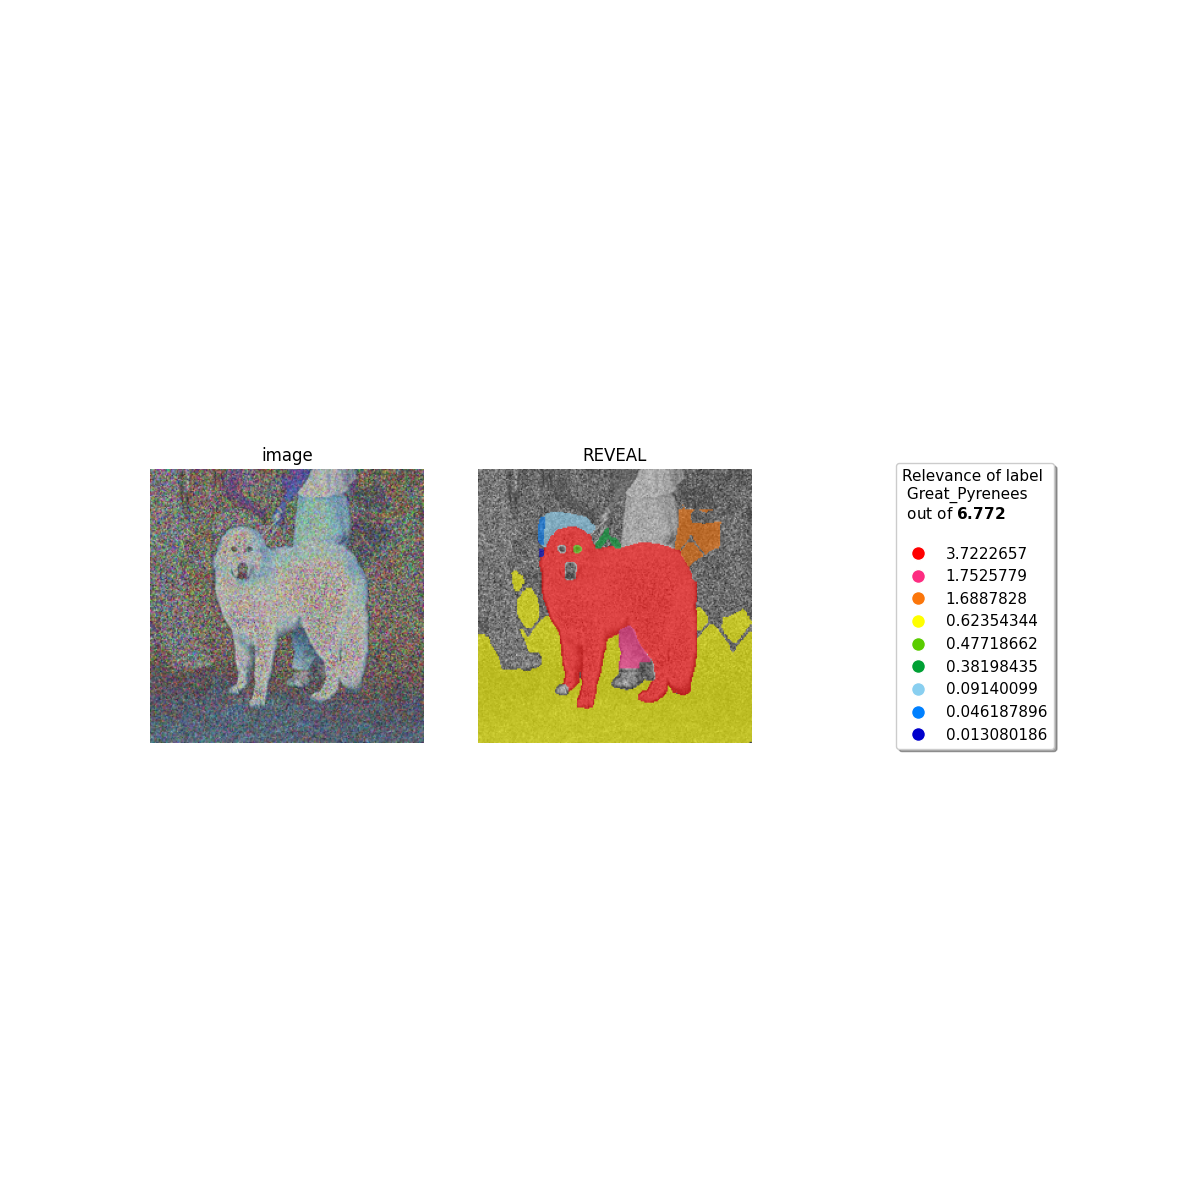 image
REVEAL
Relevance of label
Great_Pyrenees
out of 6.772
3.7222657
1.7525779
1.6887828
0.62354344
0.47718662
0.38198435
0.09140099
0.046187896
0.013080186